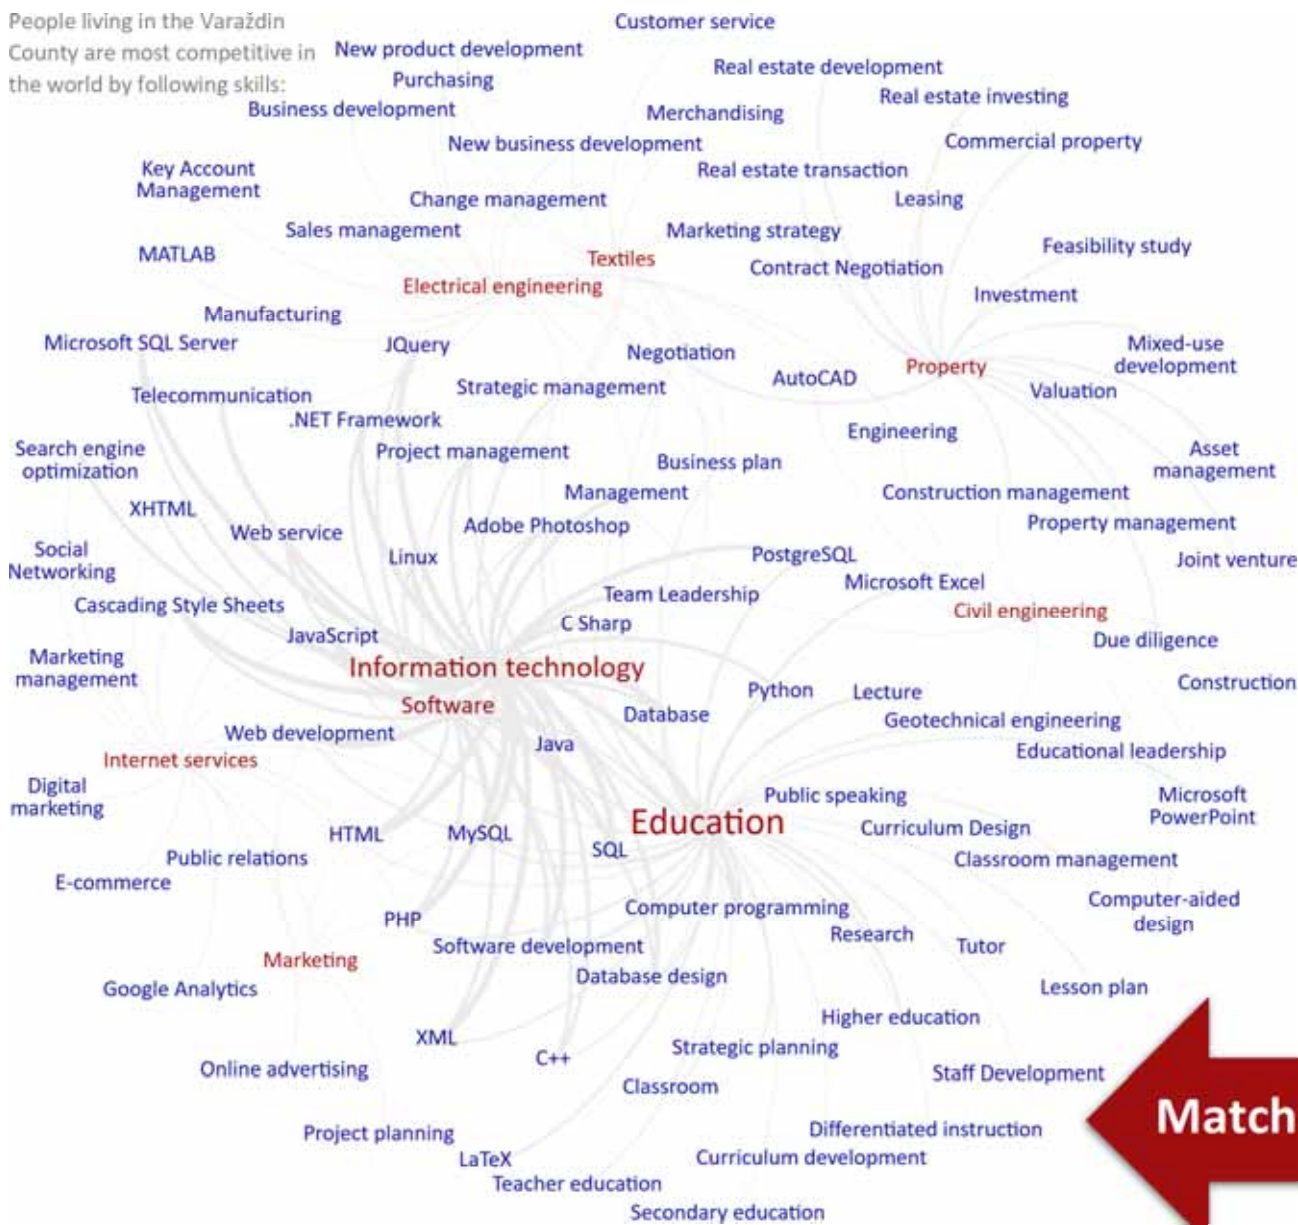 People living in the Varaždin
County are most competitive in
the world by following skills:
Customer service
New product development
Real estate development
Purchasing
Real estate investing
Business development
Merchandising
New business development
Commercial property
Key Account
Management
Real estate transaction
Change management
Leasing
Sales management
Marketing strategy
MATLAB
Textiles
Feasibility study
Electrical engineering
Contract Negotiation
Investment
Manufacturing
Microsoft SQL Server
JQuery
Negotiation
Mixed-use
development
Property
AutoCAD
Strategic management
Valuation
Telecommunication
.NET Framework
Engineering
Search engine
optimization
Project management
Business plan
Asset
management
Management
Construction management
XHTML
Web service
Adobe Photoshop
Property management
Social
Networking
Linux
PostgreSQL
Joint venture
Microsoft Excel
Team Leadership
Cascading Style Sheets
Civil engineering
JavaScript
C Sharp
Due diligence
Marketing
management
Information technology
Construction
Python
Lecture
Software
Database
Geotechnical engineering
Web development
Java
Educational leadership
Internet services
Digital
marketing
Public speaking
Microsoft
PowerPoint
Education
HTML
MySQL
SQL
Curriculum Design
Public relations
Classroom management
E-commerce
Computer programming
Computer-aided
design
PHP
Research
Software development
Tutor
Marketing
Database design
Google Analytics
Lesson plan
Higher education
XML
C++
Strategic planning
Online advertising
Classroom
Staff Development
Match
Project planning
Differentiated instruction
LaTeX
Curriculum development
Teacher education
Secondary education